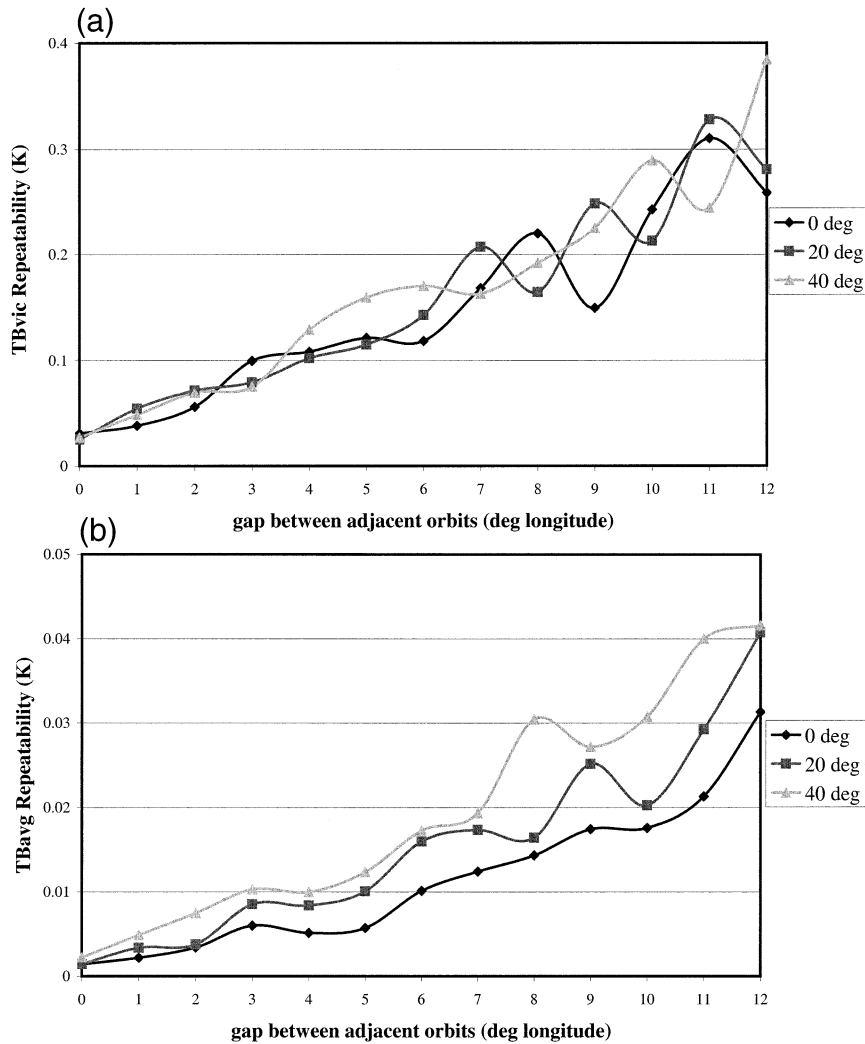 (a)
TBvic Repeatability (K)
0.4
0.3
0.2
0.1
0
0 1 2 3 4 5 6 7 8 9 10 11 12
gap between adjacent orbits (deg longitude)
0 deg
20 deg
40 deg
(b)
TBavg Repeatability (K)
0.05
0.04
0.03
0.02
0.01
0
0 1 2 3 4 5 6 7 8 9 10 11 12
gap between adjacent orbits (deg longitude)
0 deg
20 deg
40 deg